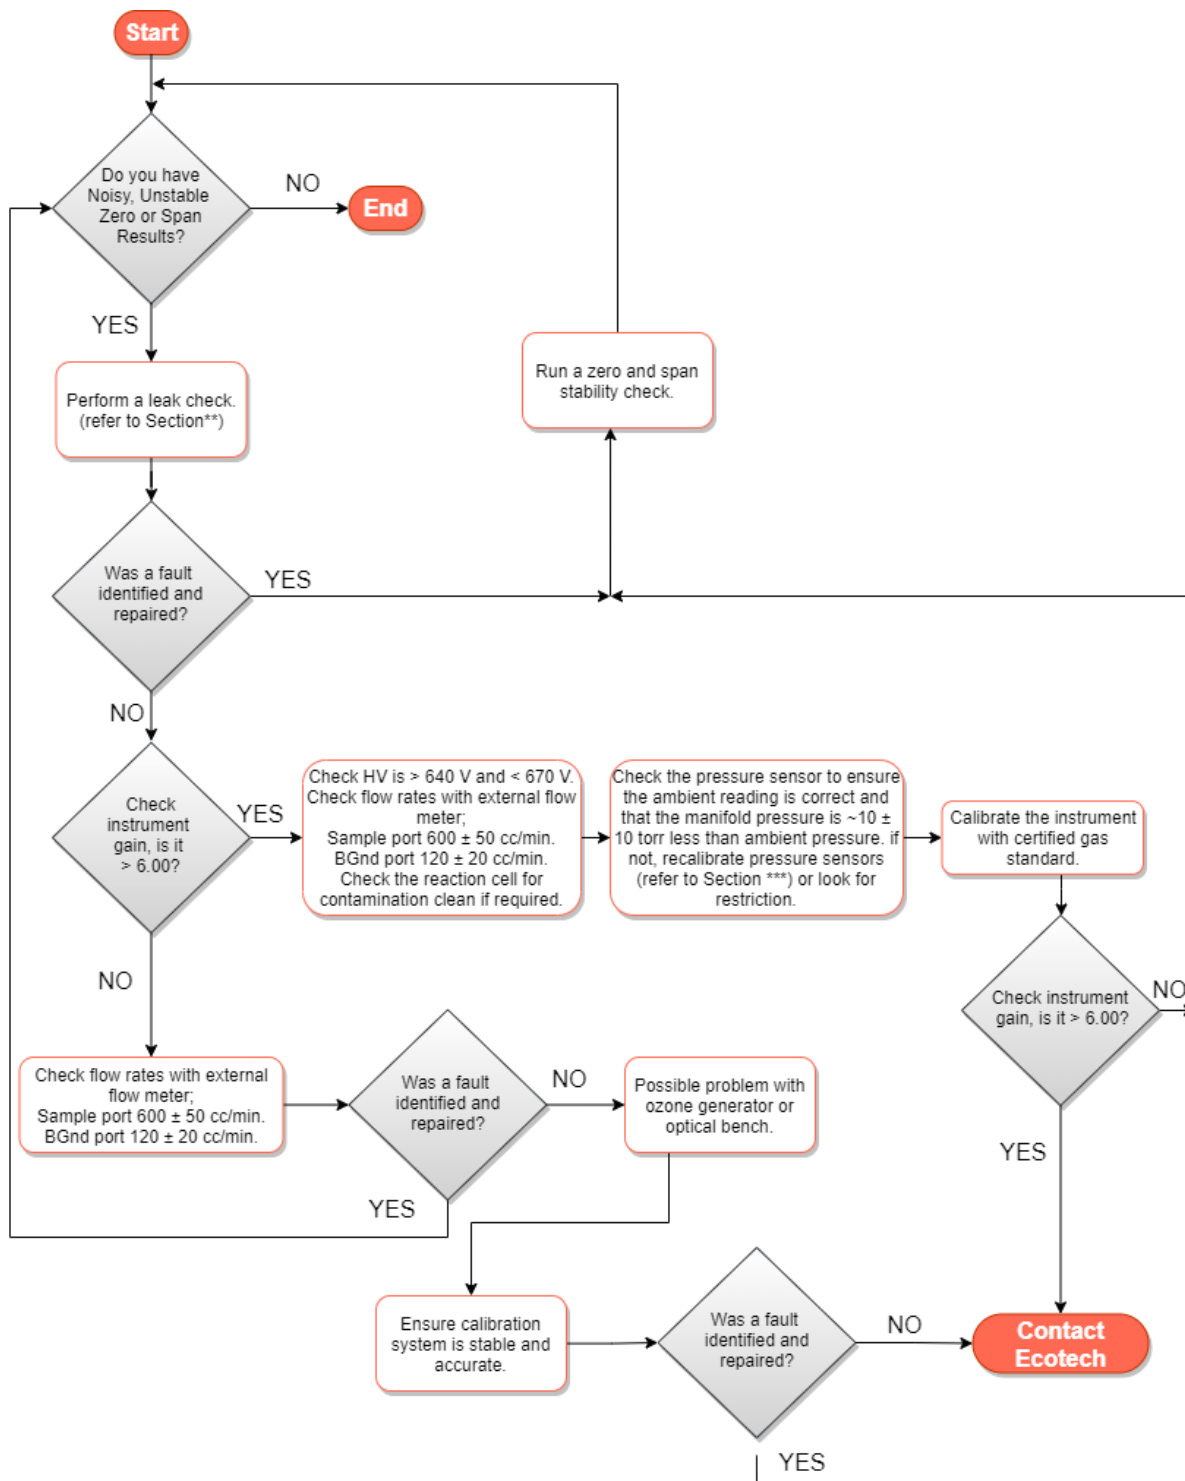 Start
Do you have
Noisy, Unstable
Zero or Span
Results?
NO
End
YES
Perform a leak check.
(refer to Section**)
Run a zero and span
stability check.
Was a fault
identified and
repaired?
YES
NO
Check
instrument
gain, is it
> 6.00?
YES
Check HV is > 640 V and < 670 V.
Check flow rates with external flow
meter;
Sample port 600 ± 50 cc/min.
BGnd port 120 ± 20 cc/min.
Check the reaction cell for
contamination clean if required.
Check the pressure sensor to ensure
the ambient reading is correct and
that the manifold pressure is ~10 ±
10 torr less than ambient pressure. if
not, recalibrate pressure sensors
(refer to Section ***) or look for
restriction.
Calibrate the instrument
with certified gas
standard.
NO
Check instrument
gain, is it > 6.00?
NO
YES
Check flow rates with external
flow meter;
Sample port 600 ± 50 cc/min.
BGnd port 120 ± 20 cc/min.
Was a fault
identified and
repaired?
NO
YES
Possible problem with
ozone generator or
optical bench.
Ensure calibration
system is stable and
accurate.
Was a fault
identified and
repaired?
NO
Contact
Ecotech
YES